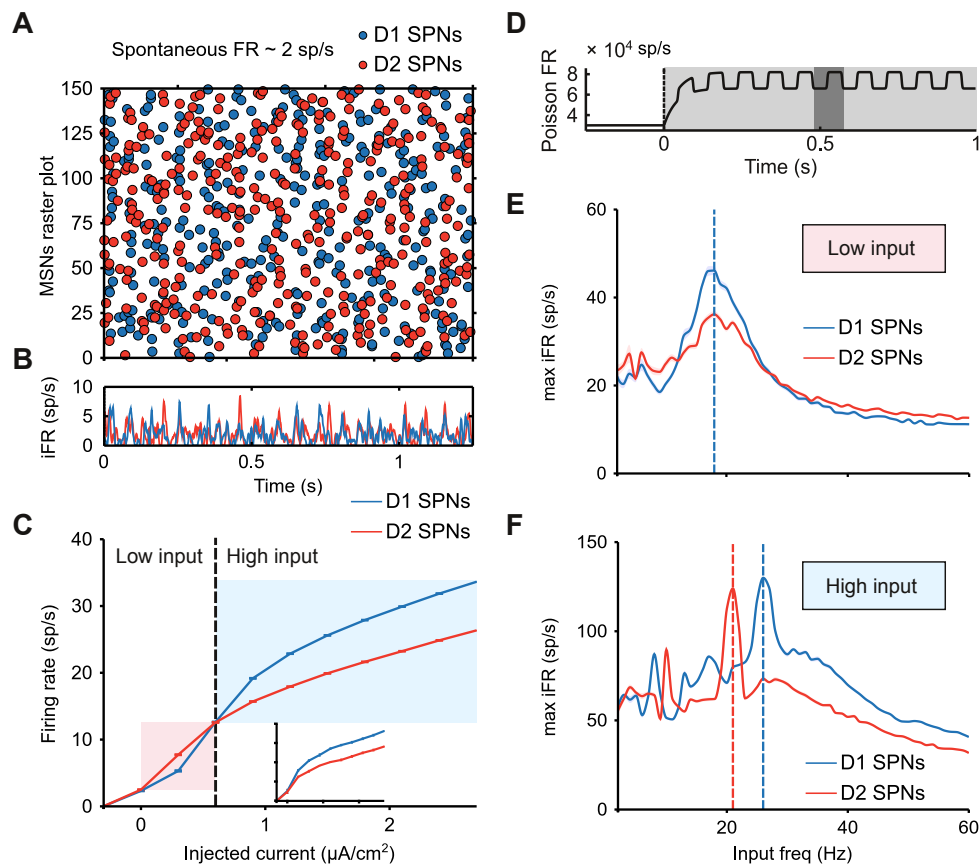 A
Spontaneous FR ~ 2 sp/s
D1 SPNs
D2 SPNs
MSNs raster plot
150
125
100
75
50
25
0
B
iFR (sp/s)
10
5
0
0
0.5
1
Time (s)
C
D1 SPNs
D2 SPNs
Low input
High input
Firing rate (sp/s)
40
30
20
10
0
0
1
2
Injected current (µA/cm²)
D
× 10⁴ sp/s
Poisson FR
8
6
4
0
0.5
1
Time (s)
E
Low input
D1 SPNs
D2 SPNs
max iFR (sp/s)
60
40
20
0
F
High input
max iFR (sp/s)
150
100
50
0
D1 SPNs
D2 SPNs
20
40
60
Input freq (Hz)